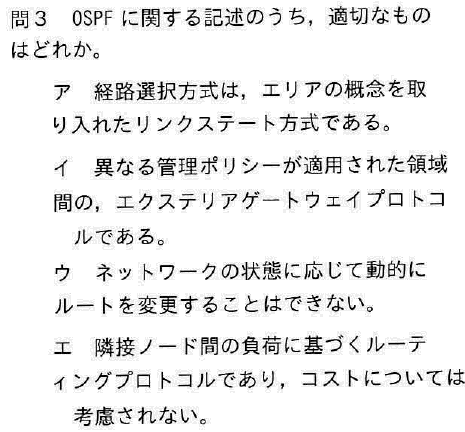 問3 OSPFに関する記述のうち，適切なもの
はどれか。
ア 経路選択方式は，エリアの概念を取
り入れたリンクステート方式である。
イ 異なる管理ポリシーが適用された領域
間の，エクステリアゲートウェイプロトコ
ルである。
ウ ネットワークの状態に応じて動的に
ルートを変更することはできない。
エ 隣接ノード間の負荷に基づくルーテ
ィングプロトコルであり，コストについては
考慮されない。